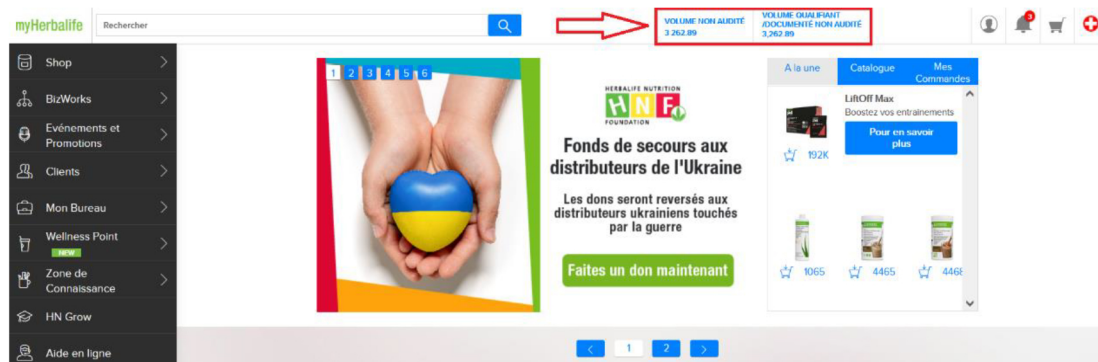 myHerbalife
Rechercher
VOLUME NON AUDITÉ
3 262.89
VOLUME QUALIFIANT
/DOCUMENTÉ NON AUDITÉ
3,262.89
3
Shop
BizWorks
Evénements et
Promotions
Clients
Mon Bureau
Wellness Point
NEW
Zone de
Connaissance
HN Grow
Aide en ligne
1 2 3 4 5 6
HERBALIFE NUTRITION
HNF
FOUNDATION
Fonds de secours aux
distributeurs de l'Ukraine
Les dons seront reversés aux
distributeurs ukrainiens touchés
par la guerre
Faites un don maintenant
A la une
Catalogue
Mes
Commandes
LiftOff Max
Boostez vos entrainements
Pour en savoir
plus
192K
1065
4465
4468
< 1 2 >